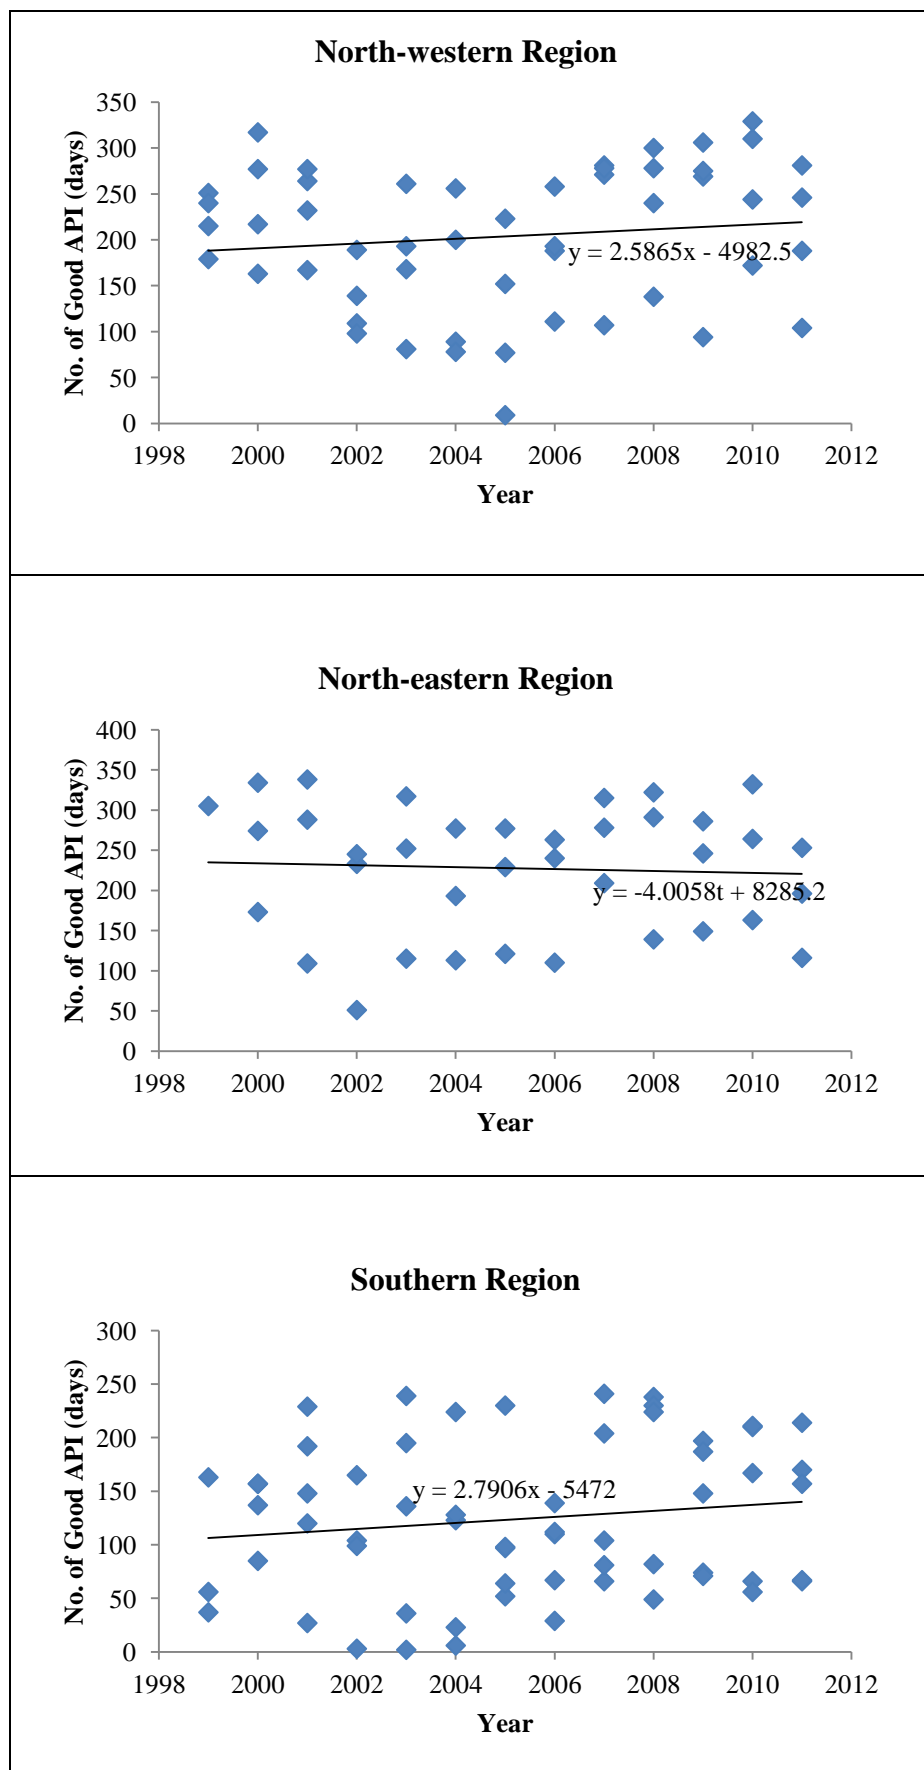 North-western Region
350
300
250
200
150
100
50
0
No. of Good API (days)
y = 2.5865x - 4982.5
1998 2000 2002 2004 2006 2008 2010 2012
Year
North-eastern Region
400
350
300
250
200
150
100
50
0
No. of Good API (days)
y = -4.0058t + 8285.2
1998 2000 2002 2004 2006 2008 2010 2012
Year
Southern Region
300
250
200
150
100
50
0
No. of Good API (days)
y = 2.7906x - 5472
1998 2000 2002 2004 2006 2008 2010 2012
Year